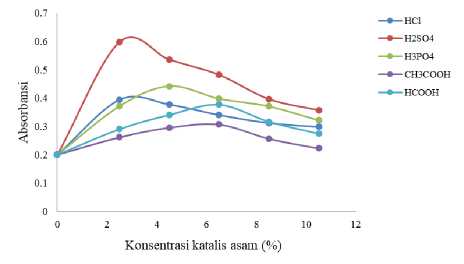 0.7
0.6
0.5
0.4
0.3
0.2
0.1
0
Absorbansi
0 2 4 6 8 10 12
Konsentrasi katalis asam (%)
HCl
H2SO4
H3PO4
CH3COOH
HCOOH